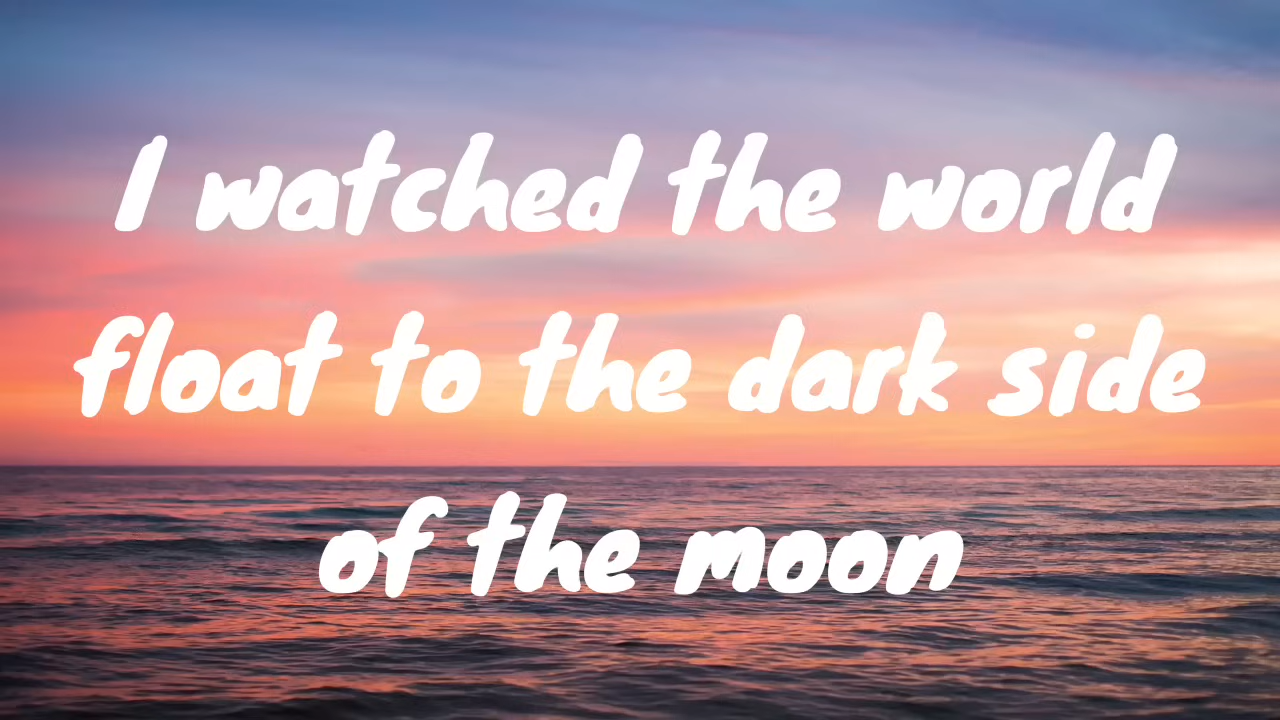 I watched the world
float to the dark side
of the moon